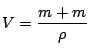 V = \frac{m + m}{\rho}